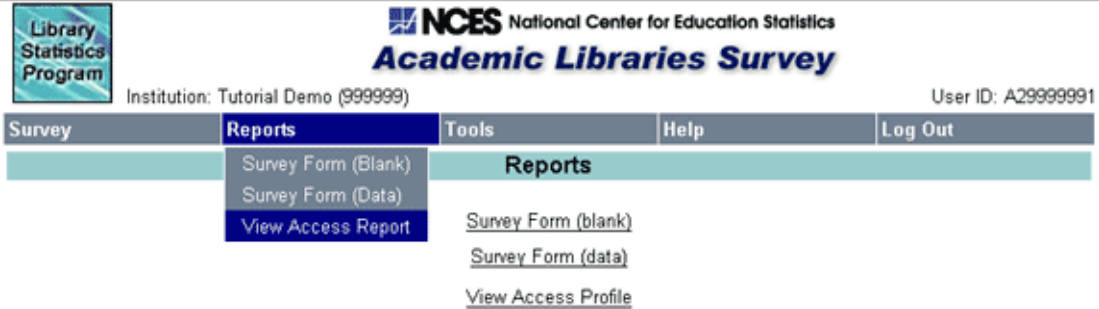 Library
Statistics
Program
NCES National Center for Education Statistics
Academic Libraries Survey
Institution: Tutorial Demo (999999)
User ID: A29999991
Survey Reports Tools Help Log Out
Reports
Survey Form (Blank)
Survey Form (Data)
View Access Report
Survey Form (blank)
Survey Form (data)
View Access Profile